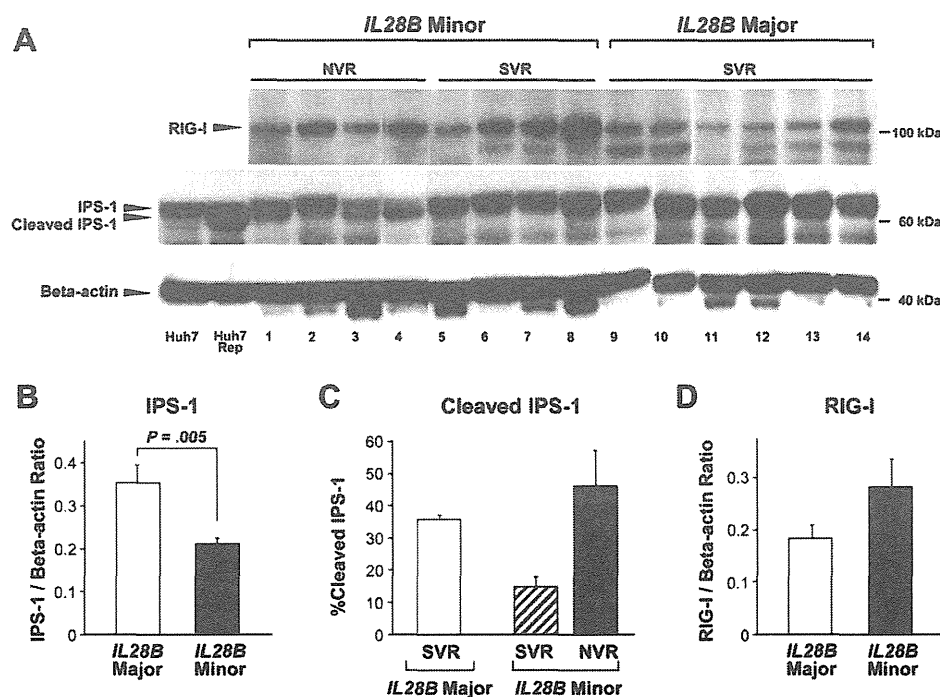 A
IL28B Minor
IL28B Major
NVR
SVR
SVR
RIG-I
100 kDa
IPS-1
Cleaved IPS-1
60 kDa
Beta-actin
40 kDa
Huh7
Huh7 Rep
1 2 3 4 5 6 7 8 9 10 11 12 13 14
B
IPS-1
P = .005
IPS-1 / Beta-actin Ratio
0.4
0.3
0.2
0.1
0
IL28B Major
IL28B Minor
C
Cleaved IPS-1
%Cleaved IPS-1
60
50
40
30
20
10
0
SVR
SVR
NVR
IL28B Major
IL28B Minor
D
RIG-I
RIG-I / Beta-actin Ratio
0.3
0.2
0.1
0
IL28B Major
IL28B Minor